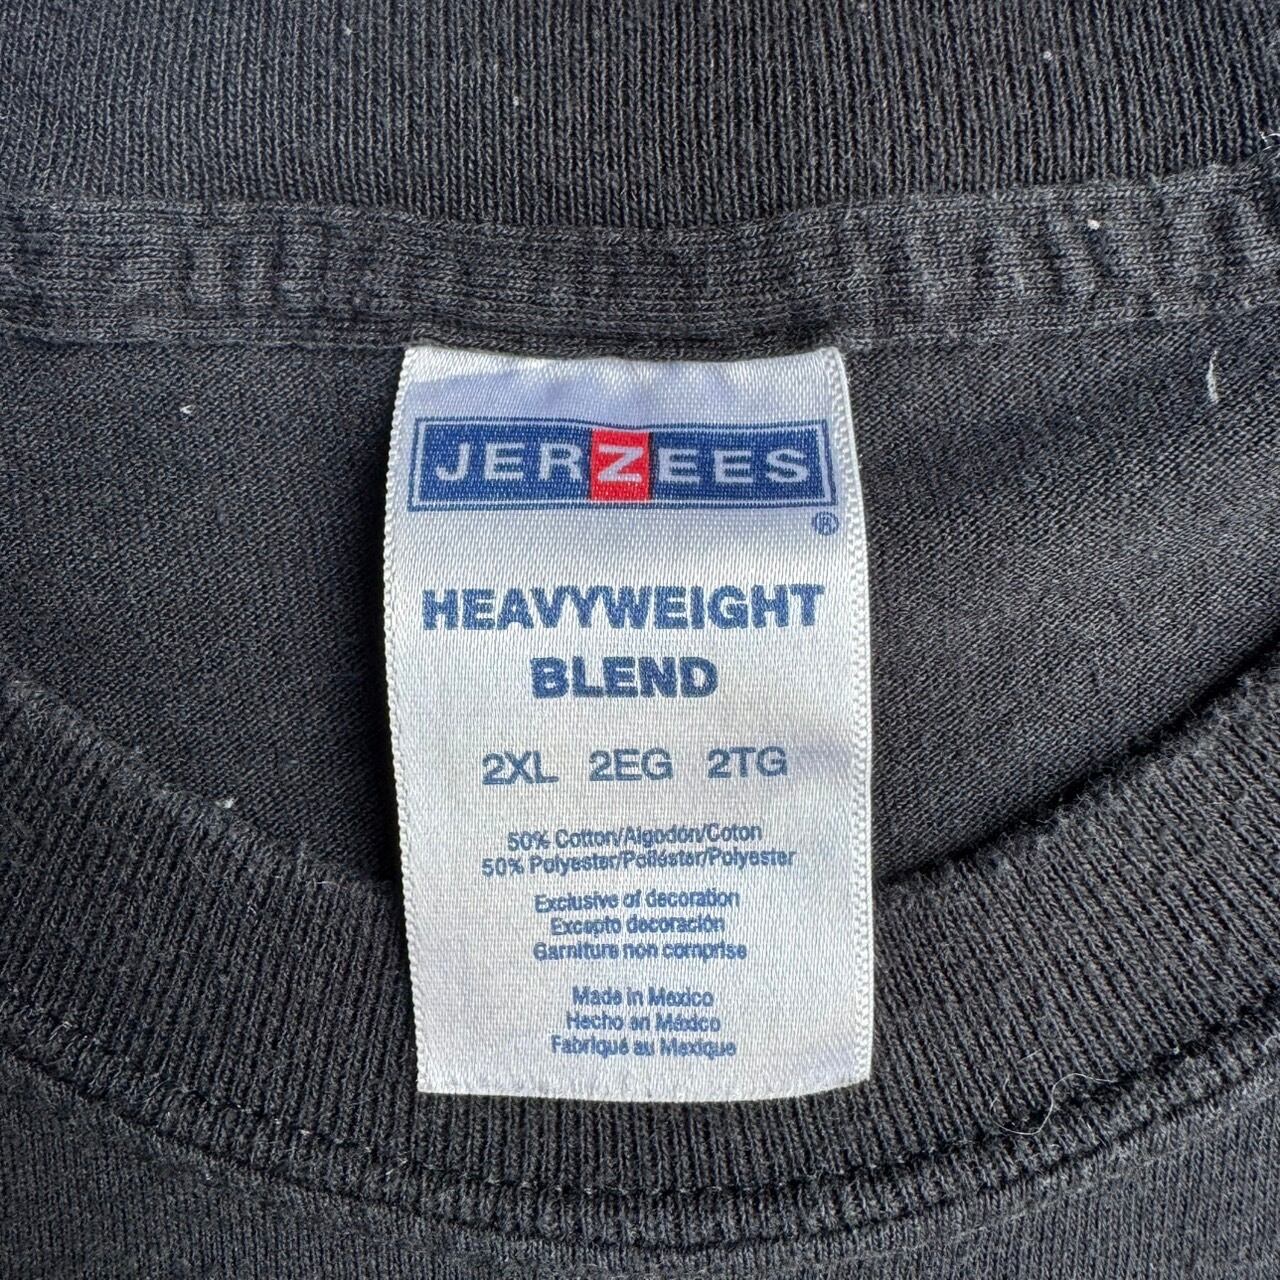 JERZEES
®
HEAVYWEIGHT
BLEND
2XL 2EG 2TG
50% Cotton/Algodón/Coton
50% Polyester/Poliéster/Polyester
Exclusive of decoration
Excepto decoración
Garniture non comprise
Made in Mexico
Hecho en México
Fabriqué au Mexique